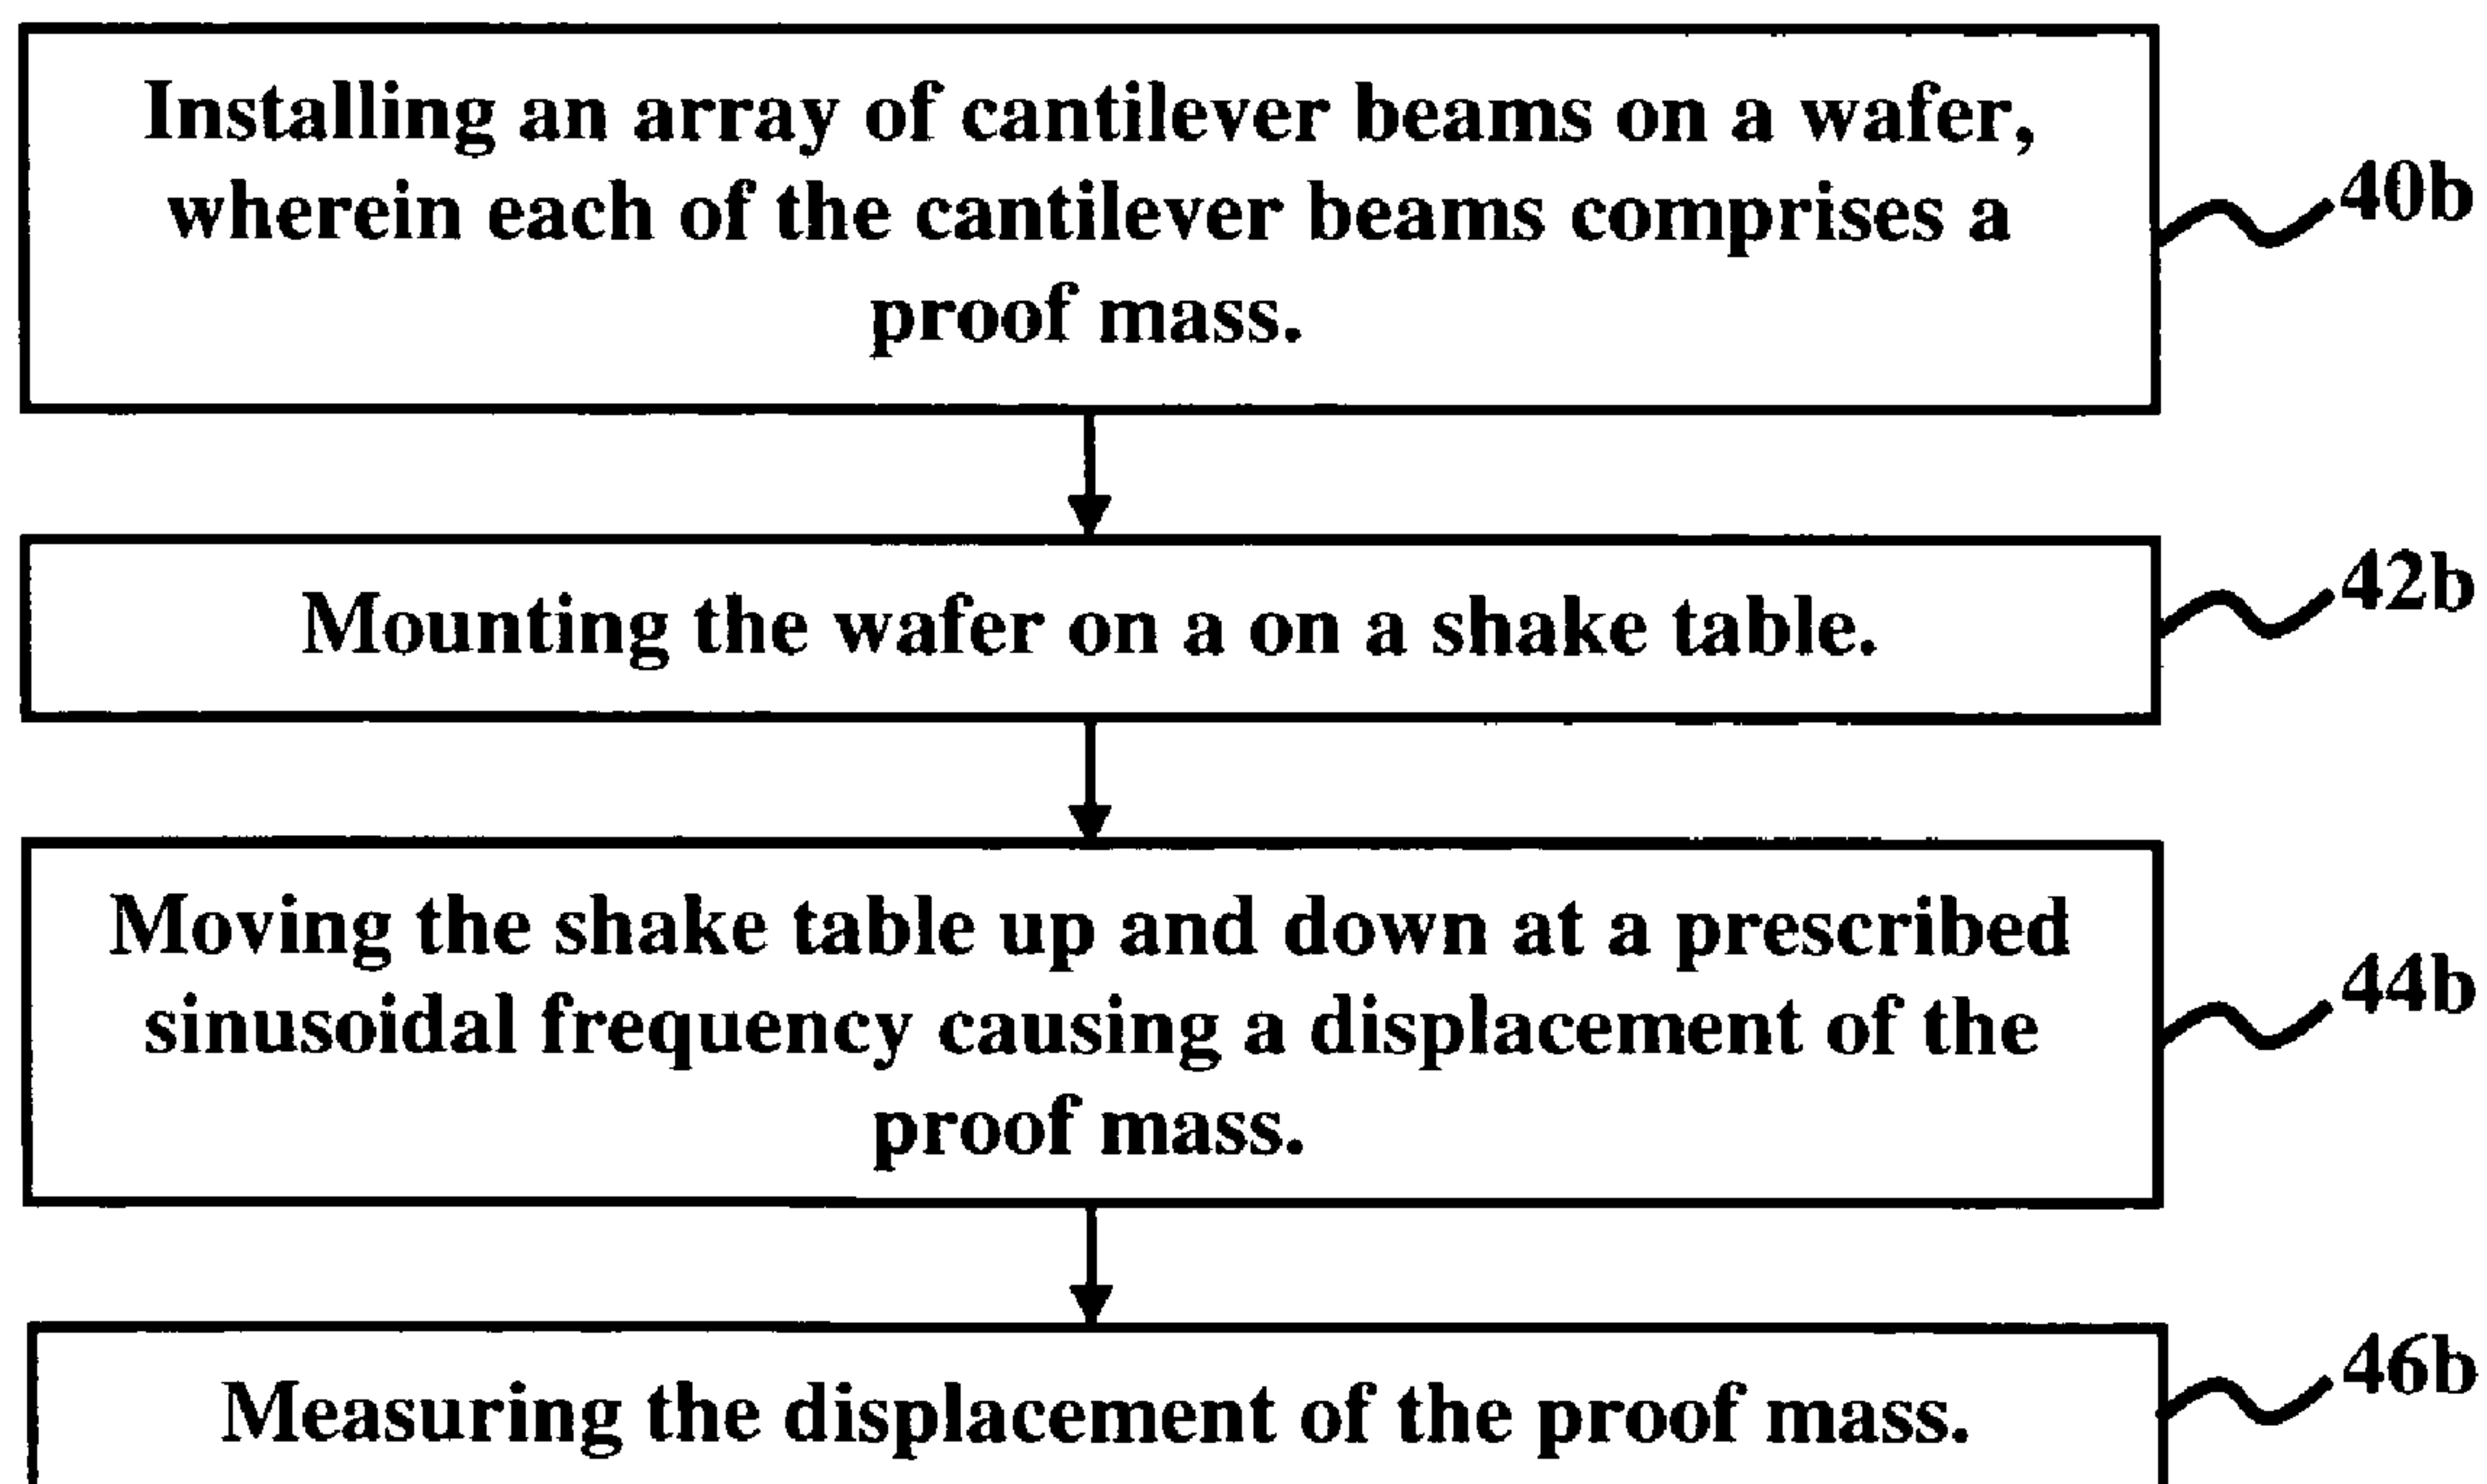 Installing an array of cantilever beams on a wafer,
wherein each of the cantilever beams comprises a
proof mass.
40b
Mounting the wafer on a on a shake table.
42b
Moving the shake table up and down at a prescribed
sinusoidal frequency causing a displacement of the
proof mass.
44b
Measuring the displacement of the proof mass.
46b